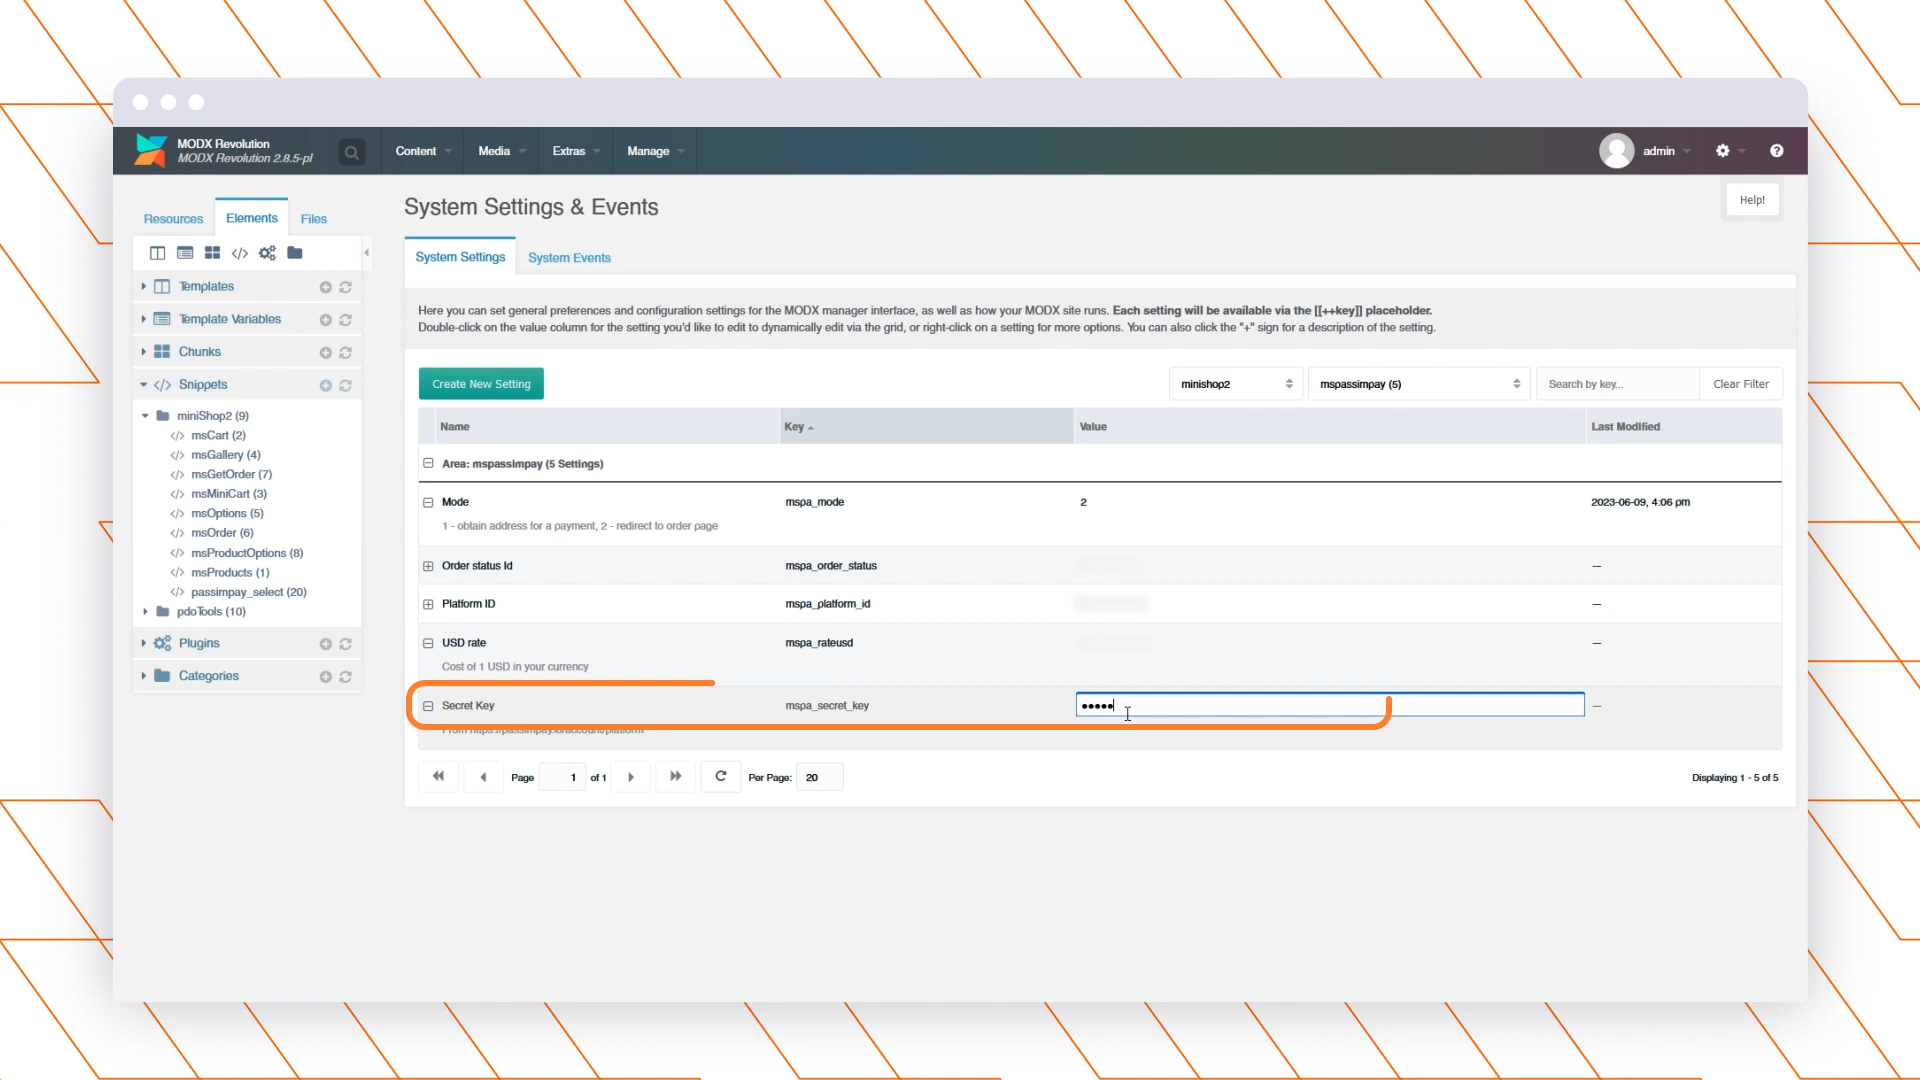 MODX Revolution
MODX Revolution 2.8.5-pl
Content
Media
Extras
Manage
admin
Resources
Elements
Files
System Settings & Events
Help!
System Settings
System Events
Templates
Template Variables
Chunks
Snippets
miniShop2 (9)
msCart (2)
msGallery (4)
msGetOrder (7)
msMiniCart (3)
msOptions (5)
msOrder (6)
msProductOptions (8)
msProducts (1)
passimpay_select (20)
pdoTools (10)
Plugins
Categories
Here you can set general preferences and configuration settings for the MODX manager interface, as well as how your MODX site runs. Each setting will be available via the [[++key]] placeholder.
Double-click on the value column for the setting you'd like to edit to dynamically edit via the grid, or right-click on a setting for more options. You can also click the "+" sign for a description of the setting.
Create New Setting
minishop2
mspassimpay (5)
Search by key...
Clear Filter
Name
Key
Value
Last Modified
Area: mspassimpay (5 Settings)
Mode
mspa_mode
2
2023-06-09, 4:06 pm
1 - obtain address for a payment, 2 - redirect to order page
Order status Id
mspa_order_status
—
Platform ID
mspa_platform_id
—
USD rate
mspa_rateusd
—
Cost of 1 USD in your currency
Secret Key
mspa_secret_key
•••••
—
From https://passimpay.io/account/platform
Page
1
of 1
Per Page:
20
Displaying 1 - 5 of 5